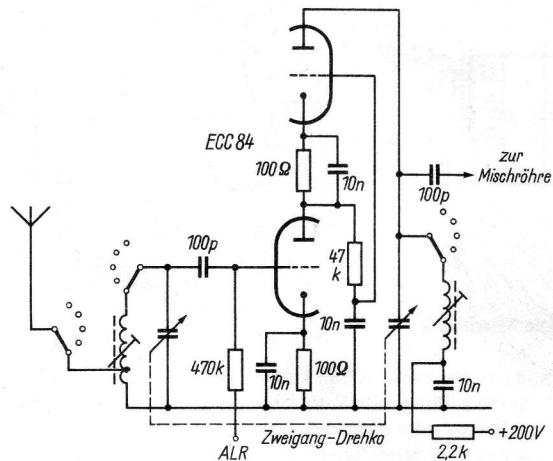 ECC 84
100Ω
10n
100p
zur
Mischröhre
100p
47
k
10n
470k
10n
100Ω
10n
ALR
Zweigang-Drehko
2,2k
+200V